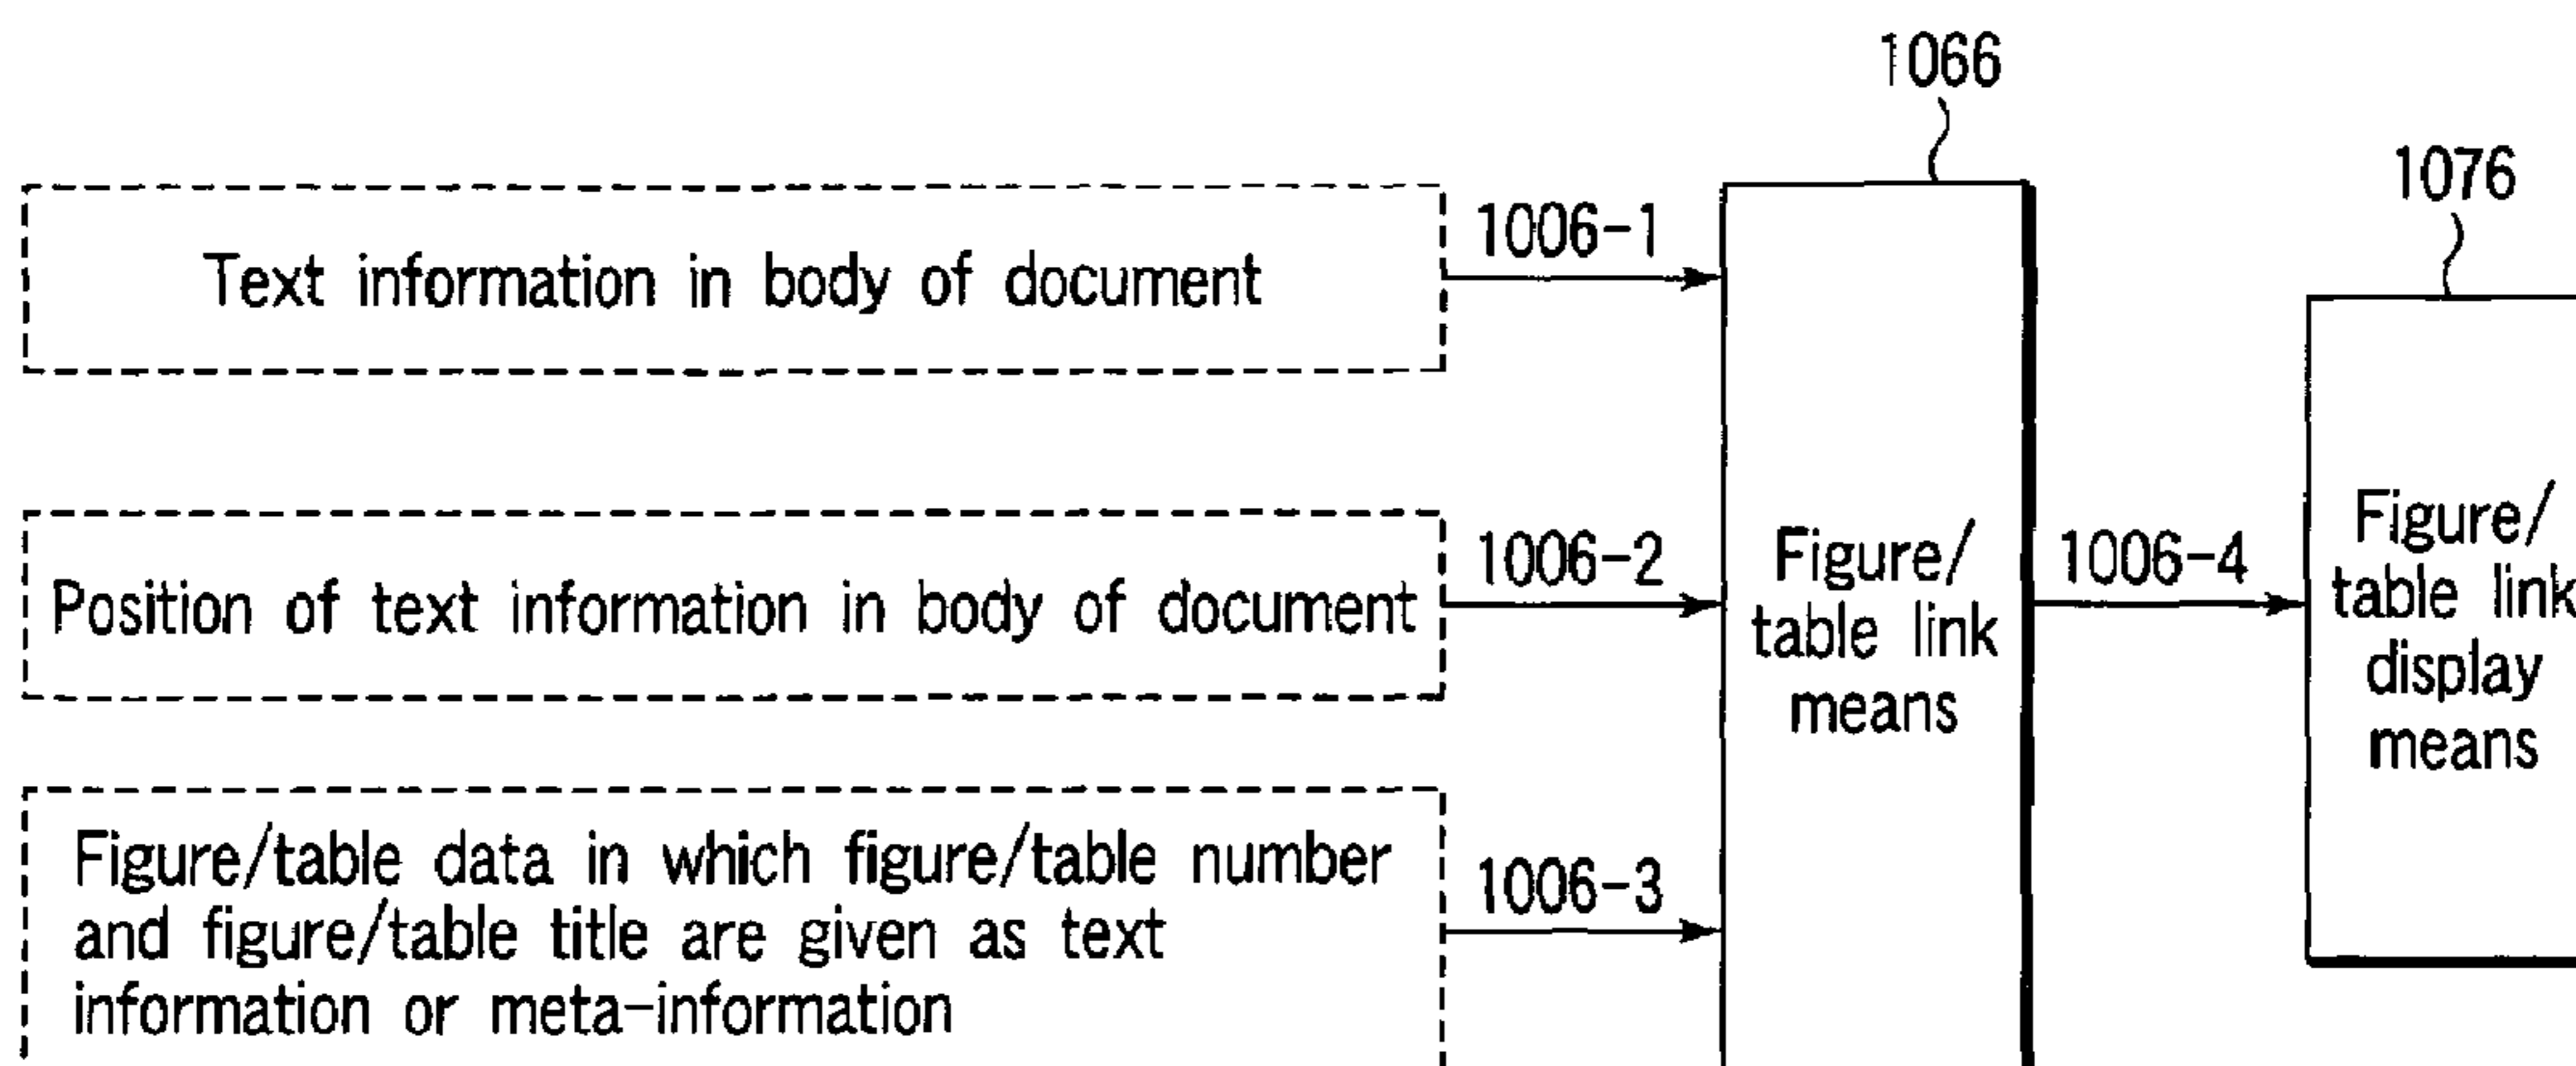 1066
1076
Text information in body of document
1006-1
Position of text information in body of document
1006-2
Figure/
table link
means
1006-4
Figure/
table link
display
means
Figure/table data in which figure/table number
and figure/table title are given as text
information or meta-information
1006-3